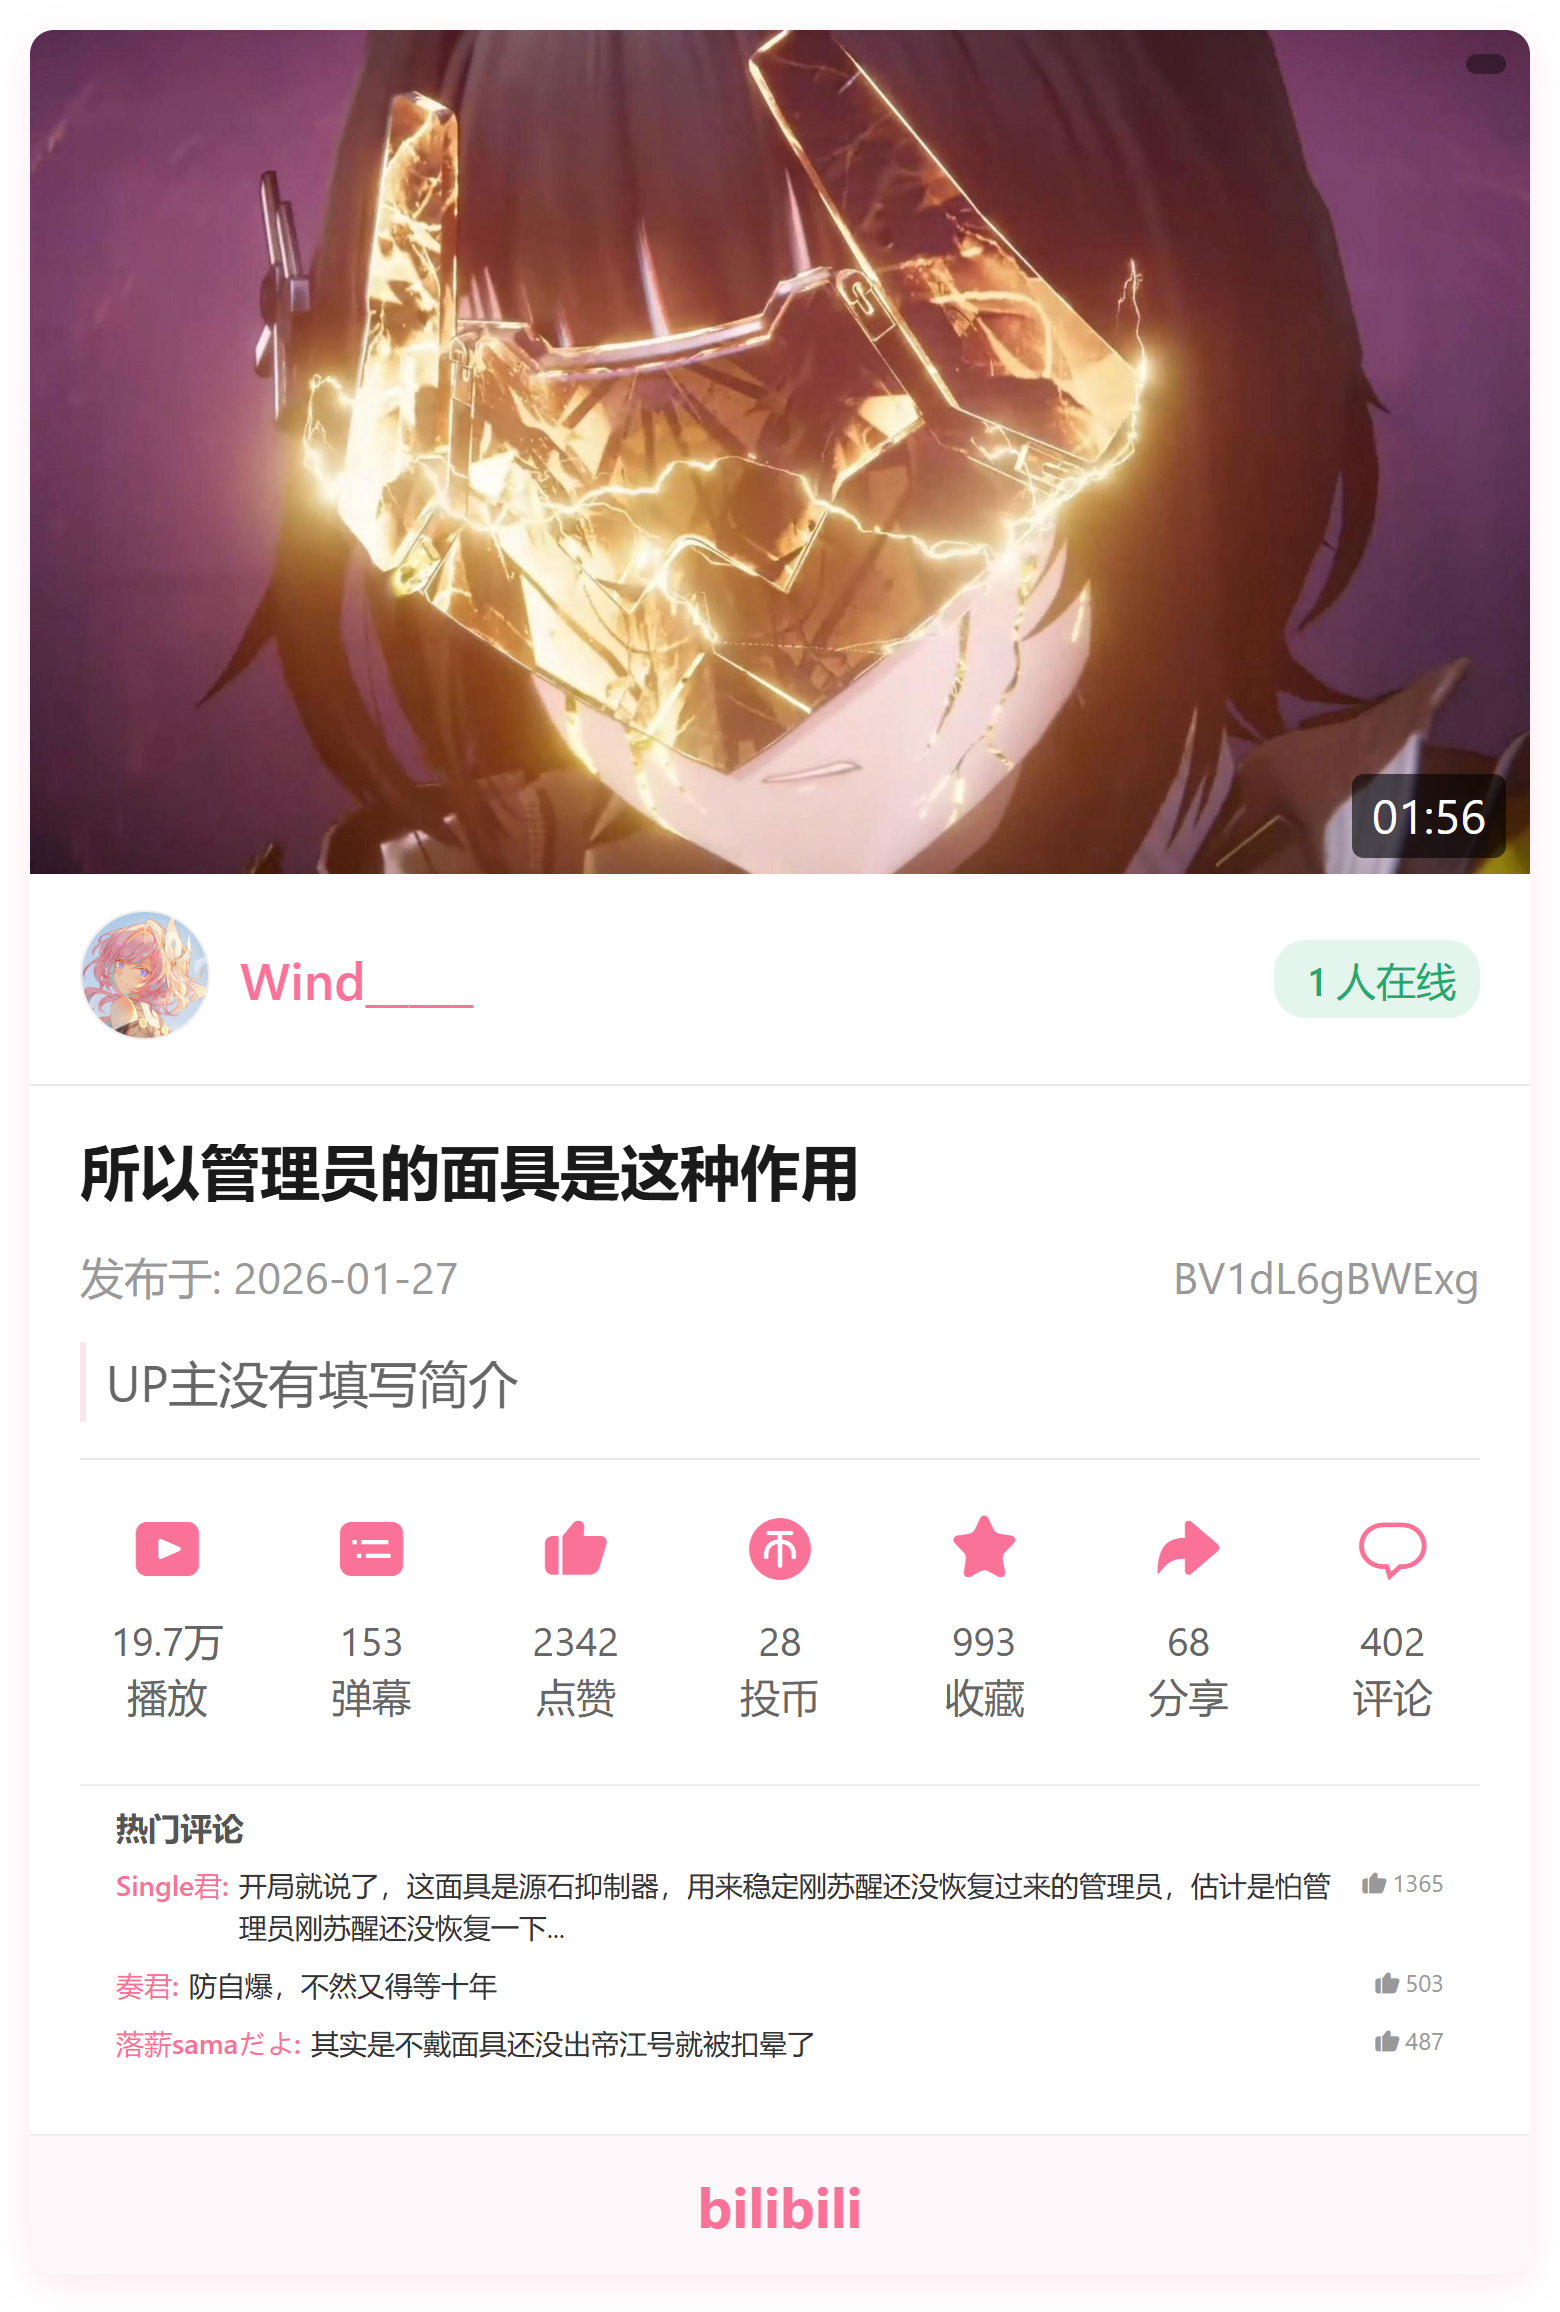 01:56
Wind_____
1 人在线
所以管理员的面具是这种作用
发布于: 2026-01-27
BV1dL6gBWExg
UP主没有填写简介
19.7万
153
2342
28
993
68
402
播放
弹幕
点赞
投币
收藏
分享
评论
热门评论
Single君: 开局就说了，这面具是源石抑制器，用来稳定刚苏醒还没恢复过来的管理员，估计是怕管 1365
理员刚苏醒还没恢复一下...
奏君: 防自爆，不然又得等十年 503
落薪samaだよ: 其实是不戴面具还没出帝江号就被扣晕了 487
bilibili